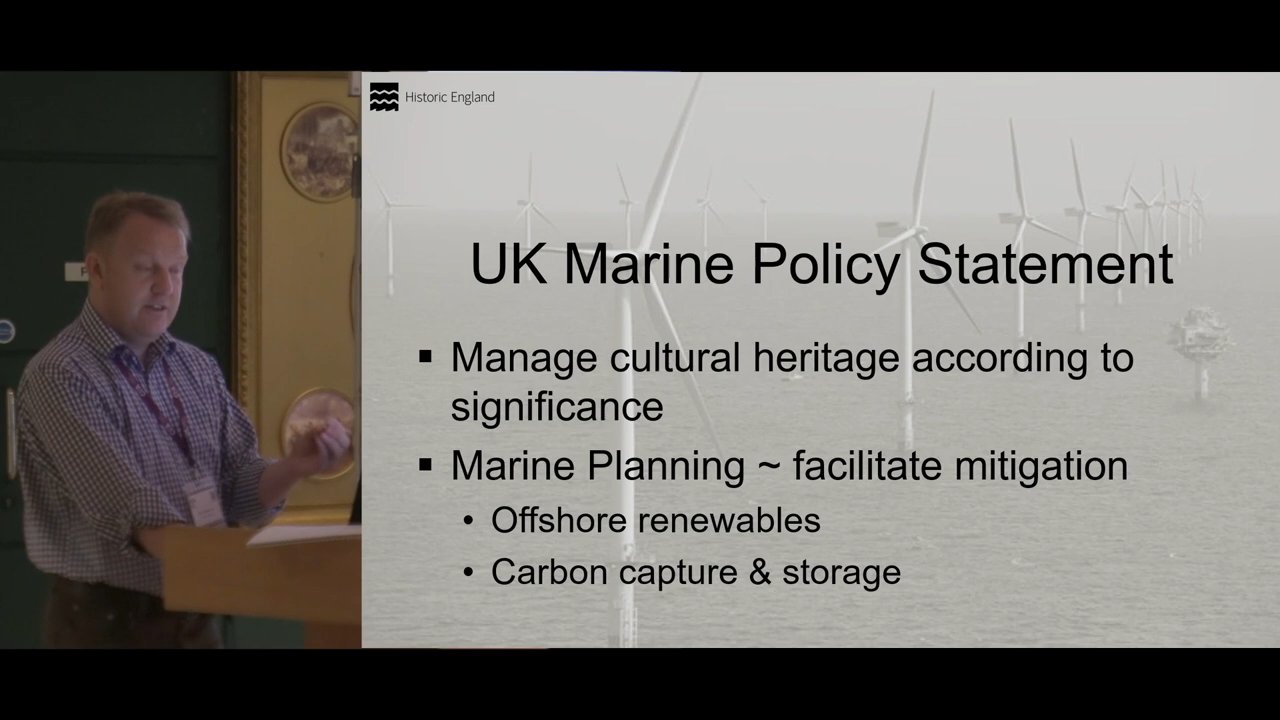 Historic England
UK Marine Policy Statement
▪ Manage cultural heritage according to
significance
▪ Marine Planning ~ facilitate mitigation
• Offshore renewables
• Carbon capture & storage